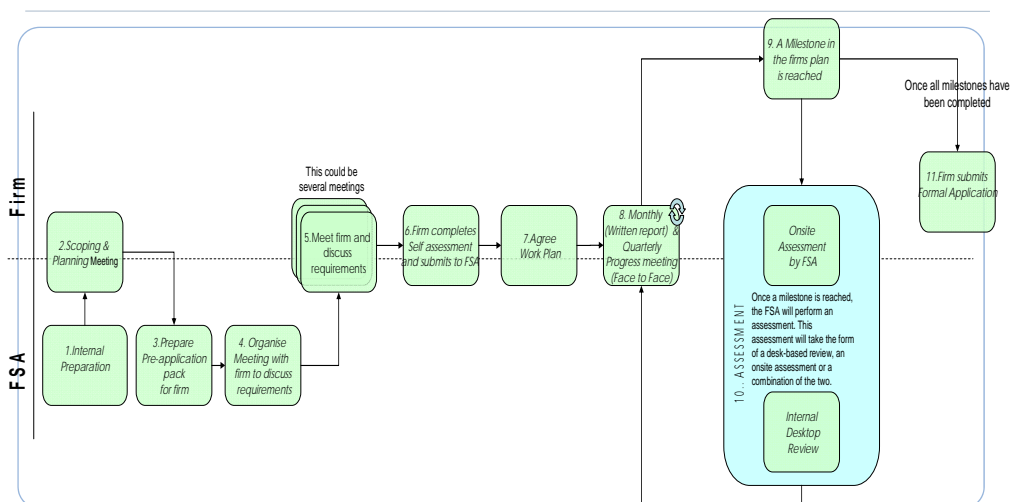 9. A Milestone in
the firms plan
is reached
Once all milestones have
been completed
Firm
This could be
several meetings
11.Firm submits
Formal Application
2.Scoping &
Planning Meeting
5.Meet firm and
discuss
requirements
6.Firm completes
Self assessment
and submits to FSA
7.Agree
Work Plan
8. Monthly
(Written report)  &
Quarterly
Progress meeting
(Face to Face)
Onsite
Assessment
by FSA
FSA
1.Internal
Preparation
3.Prepare
Pre-application
pack
for firm
4. Organise
Meeting with
firm to discuss
requirements
10.. ASSESSMENT
Once a milestone is reached,
the FSA will perform an
assessment. This
assessment will take the form
of a desk-based review, an
onsite assessment or a
combination of the two.
Internal
Desktop
Review